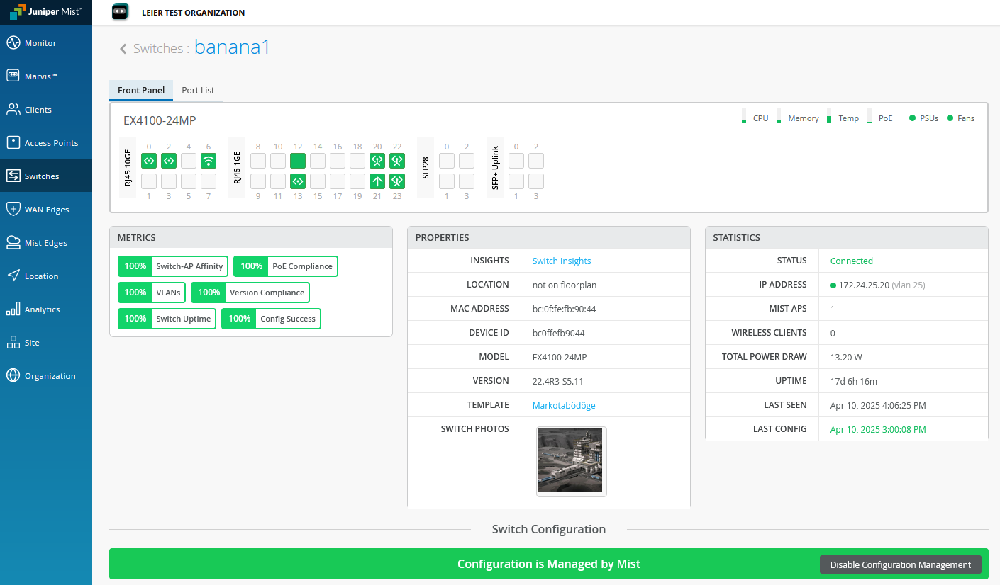 Juniper Mist™
LEIER TEST ORGANIZATION
Monitor
Marvis™
Clients
Access Points
Switches
WAN Edges
Mist Edges
Location
Analytics
Site
Organization
Switches : banana1
Front Panel Port List
EX4100-24MP
CPU Memory Temp PoE PSUs Fans
RJ45 10GE
0 2 4 6
1 3 5 7
RJ45 1GE
8 10 12 14 16 18 20 22
9 11 13 15 17 19 21 23
SFP28
0 2
1 3
SFP+ Uplink
0 2
1 3
METRICS
100% Switch-AP Affinity 100% PoE Compliance
100% VLANs 100% Version Compliance
100% Switch Uptime 100% Config Success
PROPERTIES
INSIGHTS Switch Insights
LOCATION not on floorplan
MAC ADDRESS bc:0f:fe:fb:90:44
DEVICE ID bc0ffefb9044
MODEL EX4100-24MP
VERSION 22.4R3-S5.11
TEMPLATE Markotabödöge
SWITCH PHOTOS
STATISTICS
STATUS Connected
IP ADDRESS 172.24.25.20 (vlan 25)
MIST APS 1
WIRELESS CLIENTS 0
TOTAL POWER DRAW 13.20 W
UPTIME 17d 6h 16m
LAST SEEN Apr 10, 2025 4:06:25 PM
LAST CONFIG Apr 10, 2025 3:00:08 PM
Switch Configuration
Configuration is Managed by Mist
Disable Configuration Management